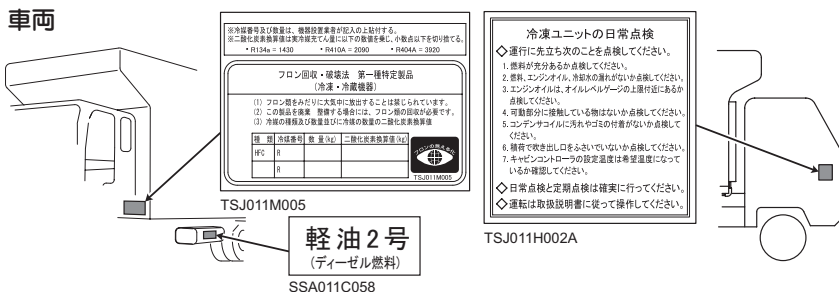 車両
※冷媒番号及び数量は、機器設置業者が記入の上貼付する。
※二酸化炭素換算値は実冷媒充てん量に以下の数値を乗じ、小数点以下を切り捨てる。
・R134a = 1430 ・R410A = 2090 ・R404A = 3920
フロン回収・破壊法 第一種特定製品
(冷凍・冷蔵機器)
(1) フロン類をみだりに大気中に放出することは禁じられています。
(2) この製品を廃棄 整備する場合には、フロン類の回収が必要です。
(3) 冷媒の種類及び数量並びに冷媒の数量の二酸化炭素換算値
種 類 冷媒番号 数 量(kg) 二酸化炭素換算値(kg)
HFC R
R
フロンの見える化
TSJ011M005
TSJ011M005
軽油2号
(ディーゼル燃料)
SSA011C058
冷凍ユニットの日常点検
◇運行に先立ち次のことを点検してください。
1. 燃料が充分あるか点検してください。
2. 燃料、エンジンオイル、冷却水の漏れがないか点検してください。
3. エンジンオイルは、オイルレベルゲージの上限付近にあるか
点検してください。
4. 可動部分に接触している物はないか点検してください。
5. コンデンサコイルに汚れやゴミの付着がないか点検して
ください。
6. 積荷で吹き出し口をふさいでいないか点検してください。
7. キャビンコントローラの設定温度は希望温度になって
いるか確認してください。
◇日常点検と定期点検は確実に行ってください。
◇運転は取扱説明書に従って操作してください。
TSJ011H002A